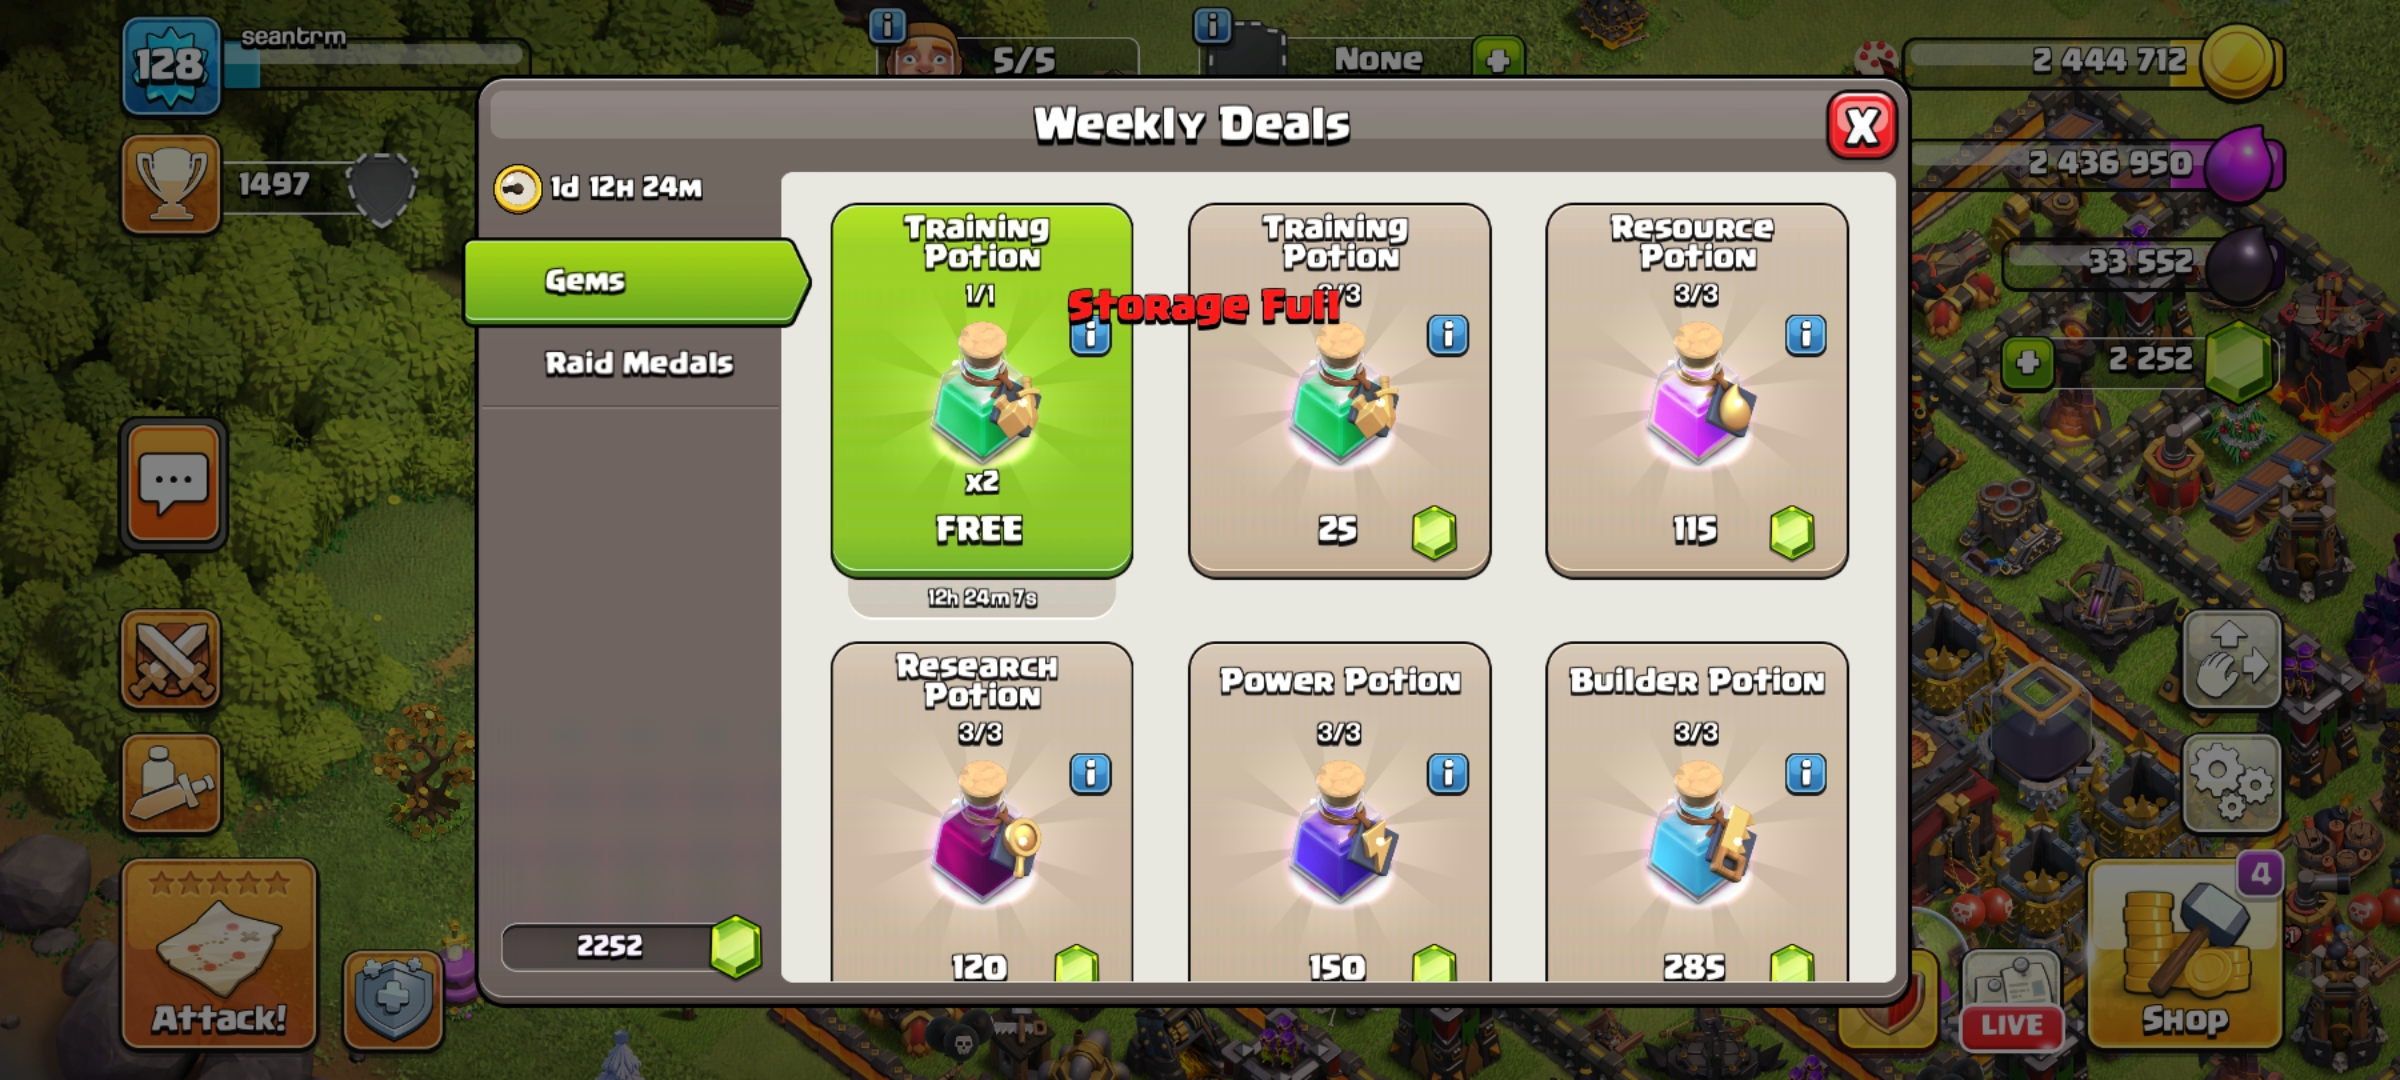 128
seantrm
5/5
None
2 444 712
1497
2 436 950
33 552
2 252
Weekly Deals
X
1d 12H 24M
Gems
Raid Medals
Training
Potion
1/1
x2
FREE
12h 24m 7s
Storage Full
Training
Potion
/3
25
Resource
Potion
3/3
115
Research
Potion
3/3
120
Power Potion
3/3
150
Builder Potion
3/3
285
2252
Attack!
4
LIVE
Shop